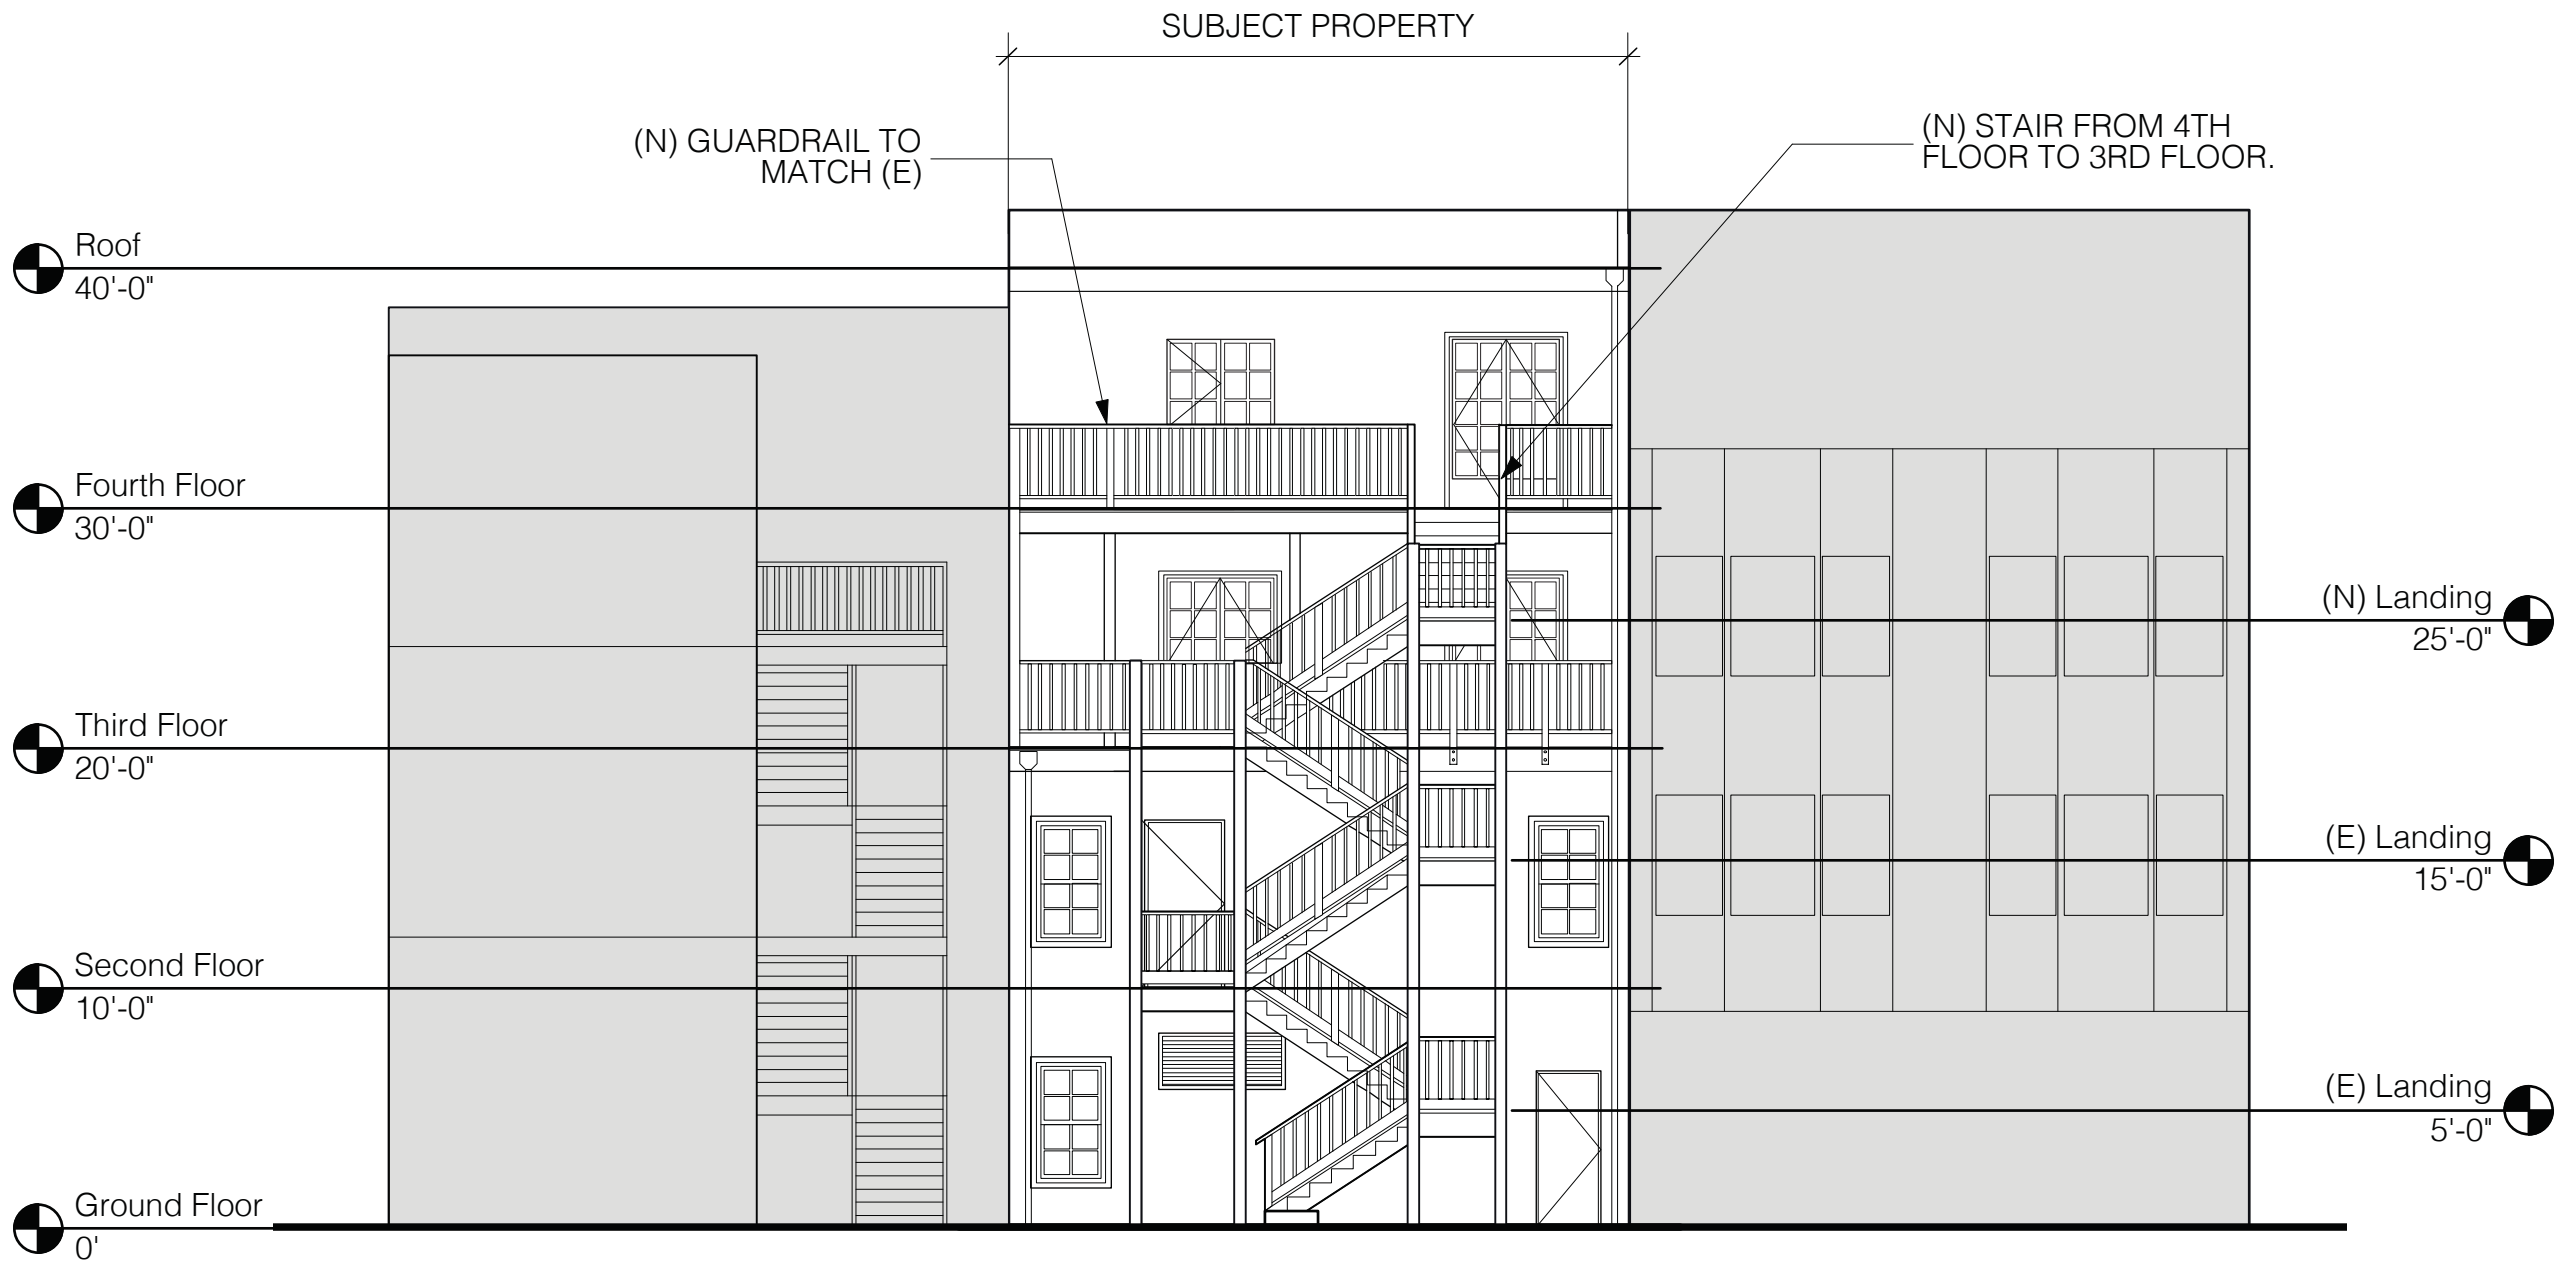 SUBJECT PROPERTY
(N) GUARDRAIL TO
MATCH (E)
(N) STAIR FROM 4TH
FLOOR TO 3RD FLOOR.
Roof
40'-0"
Fourth Floor
30'-0"
(N) Landing
25'-0"
Third Floor
20'-0"
(E) Landing
15'-0"
Second Floor
10'-0"
(E) Landing
5'-0"
Ground Floor
0'